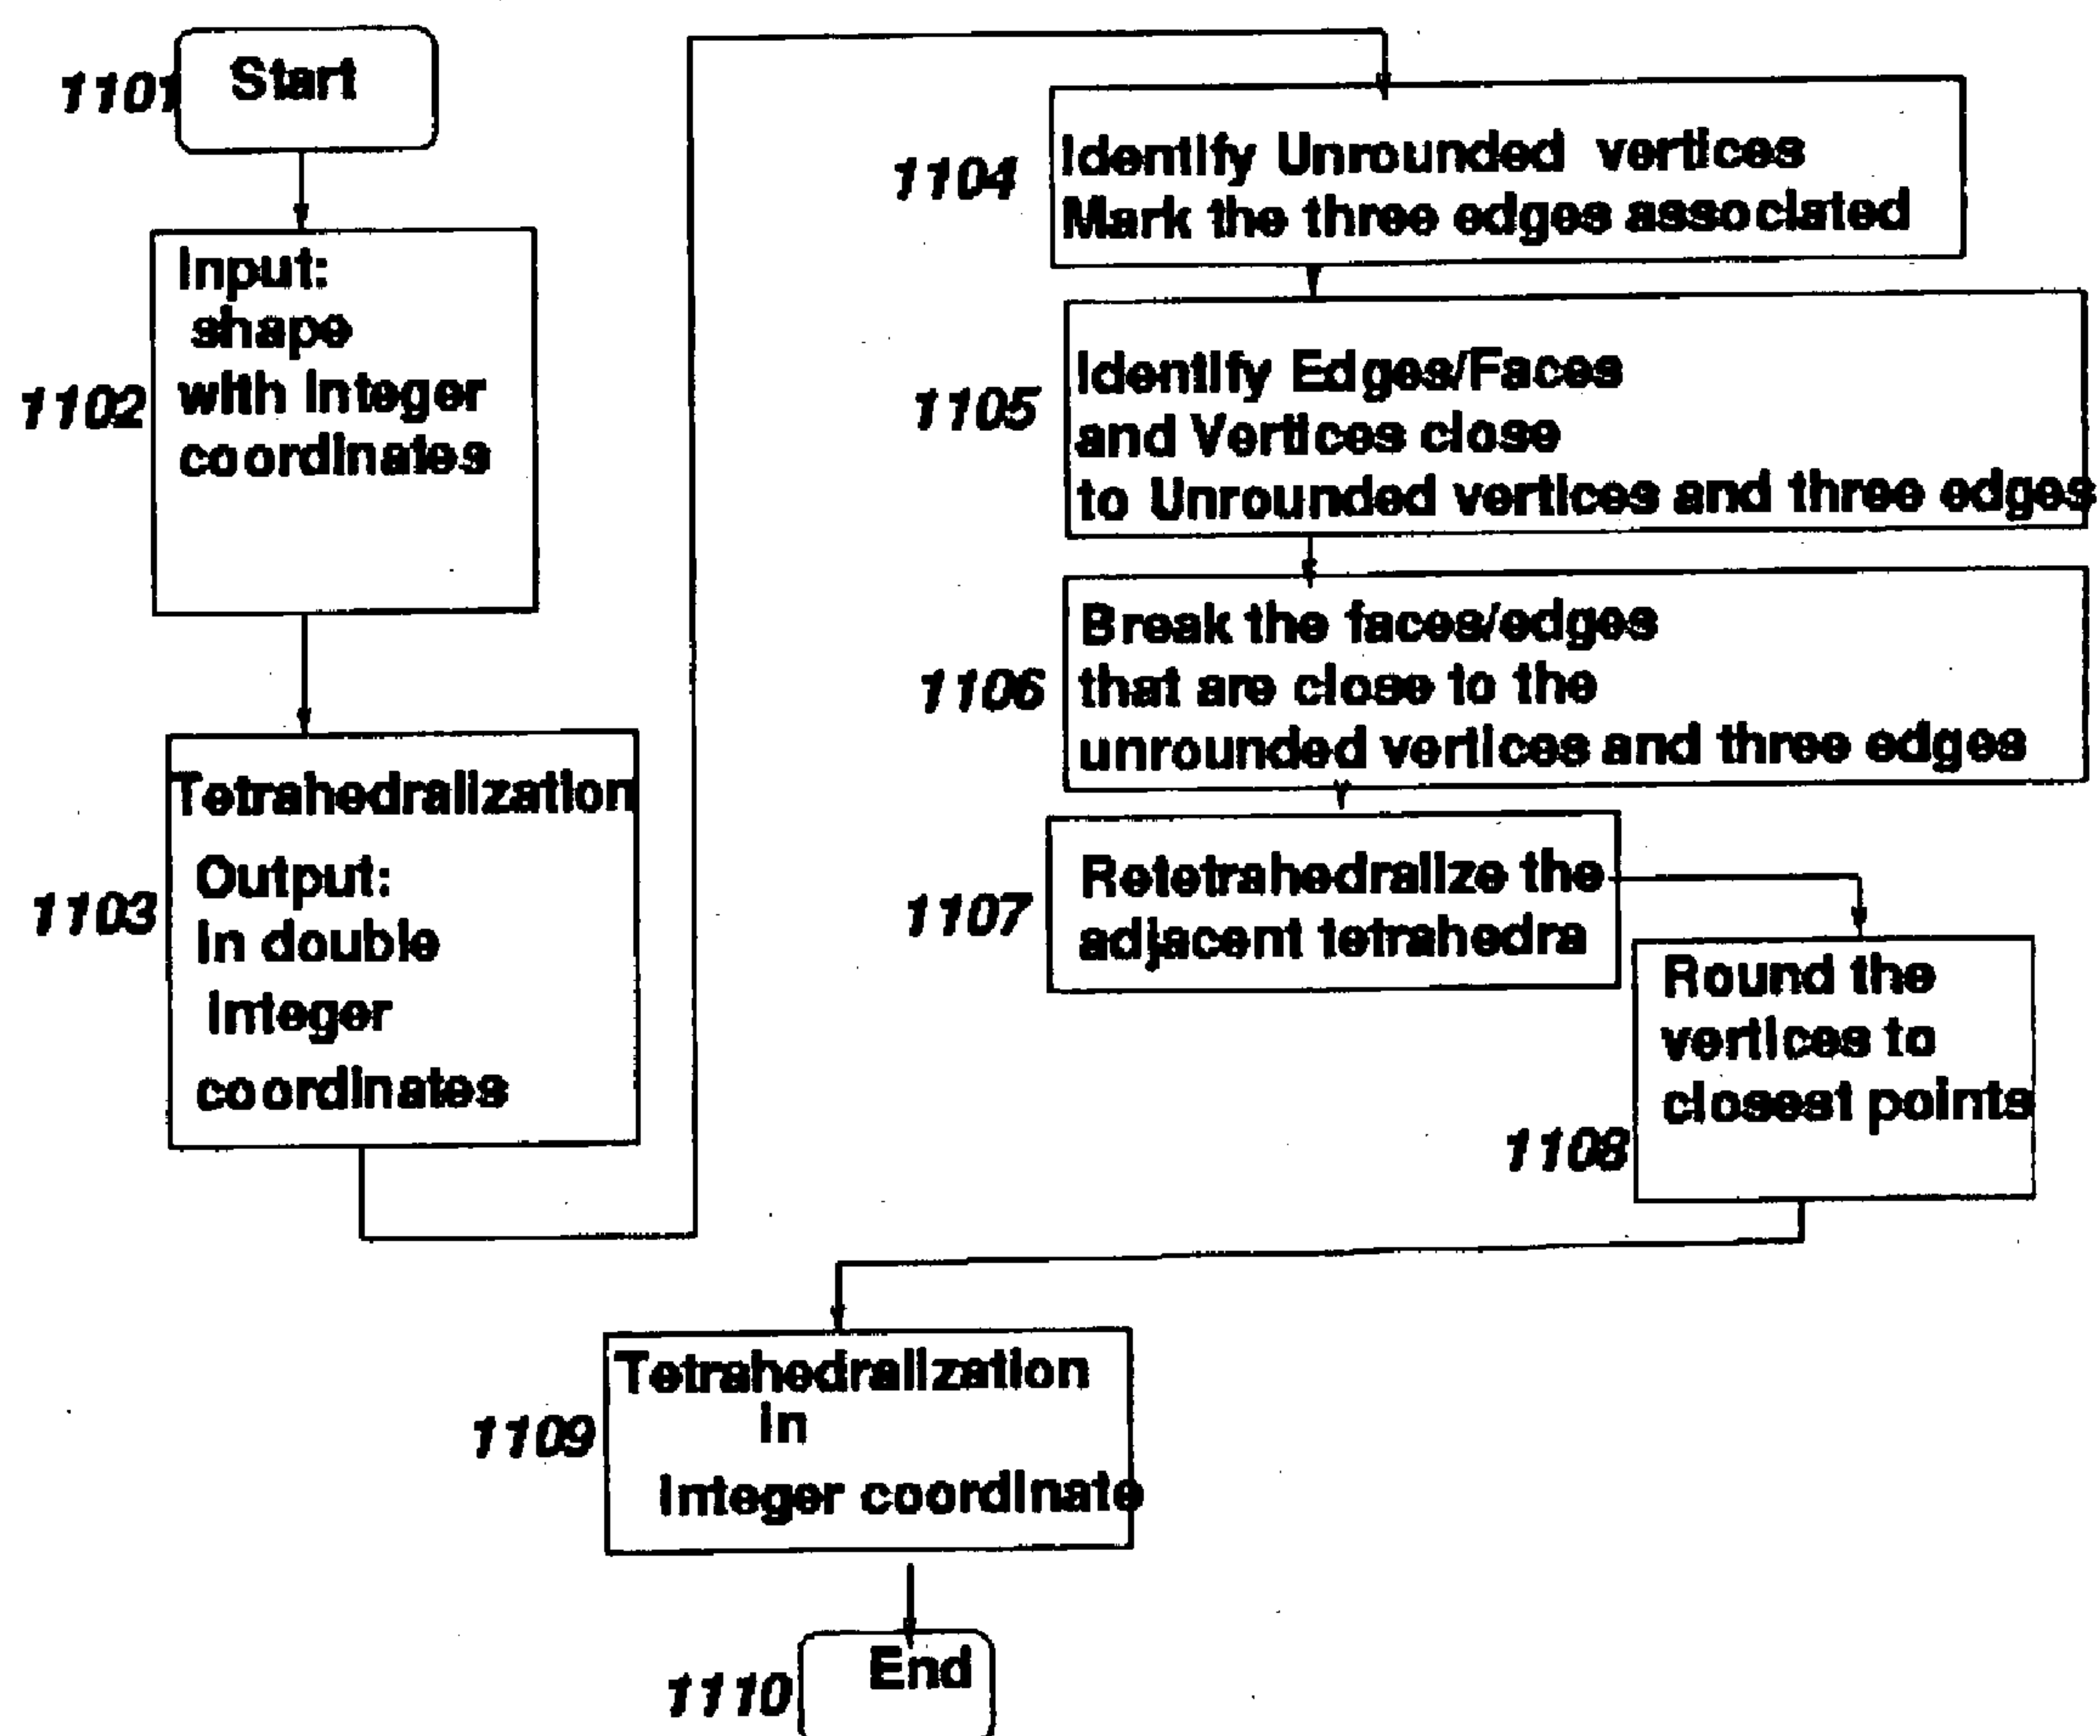 1101
Start
1102
Input:
shape
with Integer
coordinates
1103
Tetrahedralization
Output:
In double
Integer
coordinates
1104
Identify Unrounded vertices
Mark the three edges associated
1105
Identify Edges/Faces
and Vertices close
to Unrounded vertices and three edges
1106
Break the faces/edges
that are close to the
unrounded vertices and three edges
1107
Retetrahedralize the
adjacent tetrahedra
1108
Round the
vertices to
closest points
1109
Tetrahedralization
in
Integer coordinate
1110
End